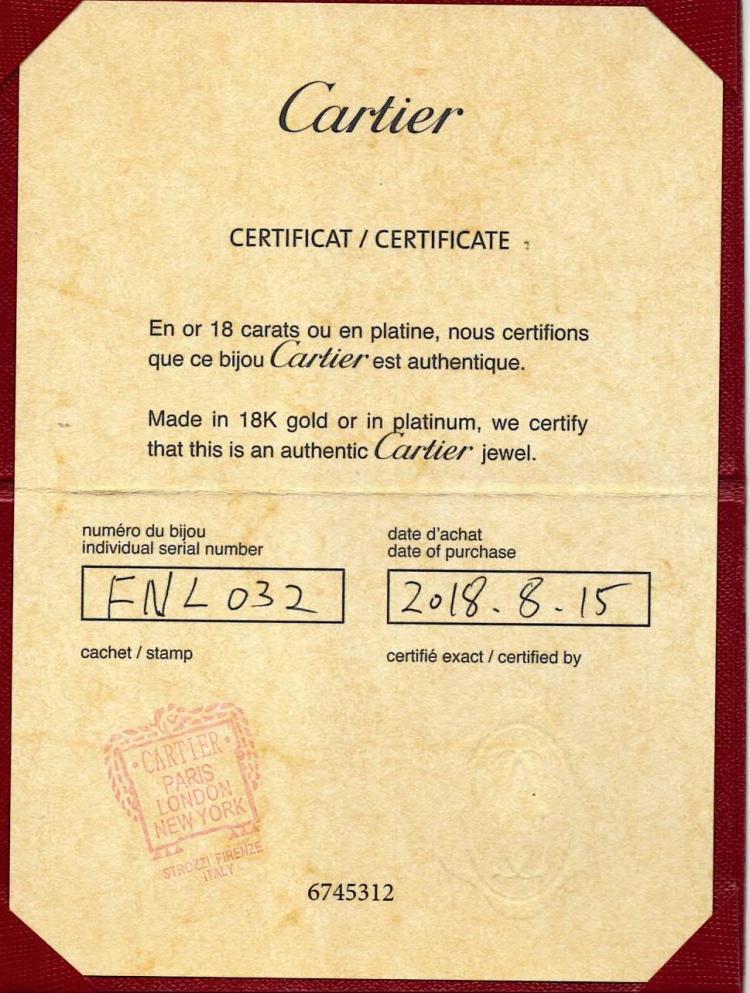 Cartier
CERTIFICAT / CERTIFICATE
En or 18 carats ou en platine, nous certifions
que ce bijou Cartier est authentique.
Made in 18K gold or in platinum, we certify
that this is an authentic Cartier jewel.
numéro du bijou
individual serial number
FNL032
date d'achat
date of purchase
2018.8.15
cachet / stamp
certifié exact / certified by
·CARTIER·
PARIS
LONDON
NEW YORK
STROZZI FIRENZE
ITALY
6745312